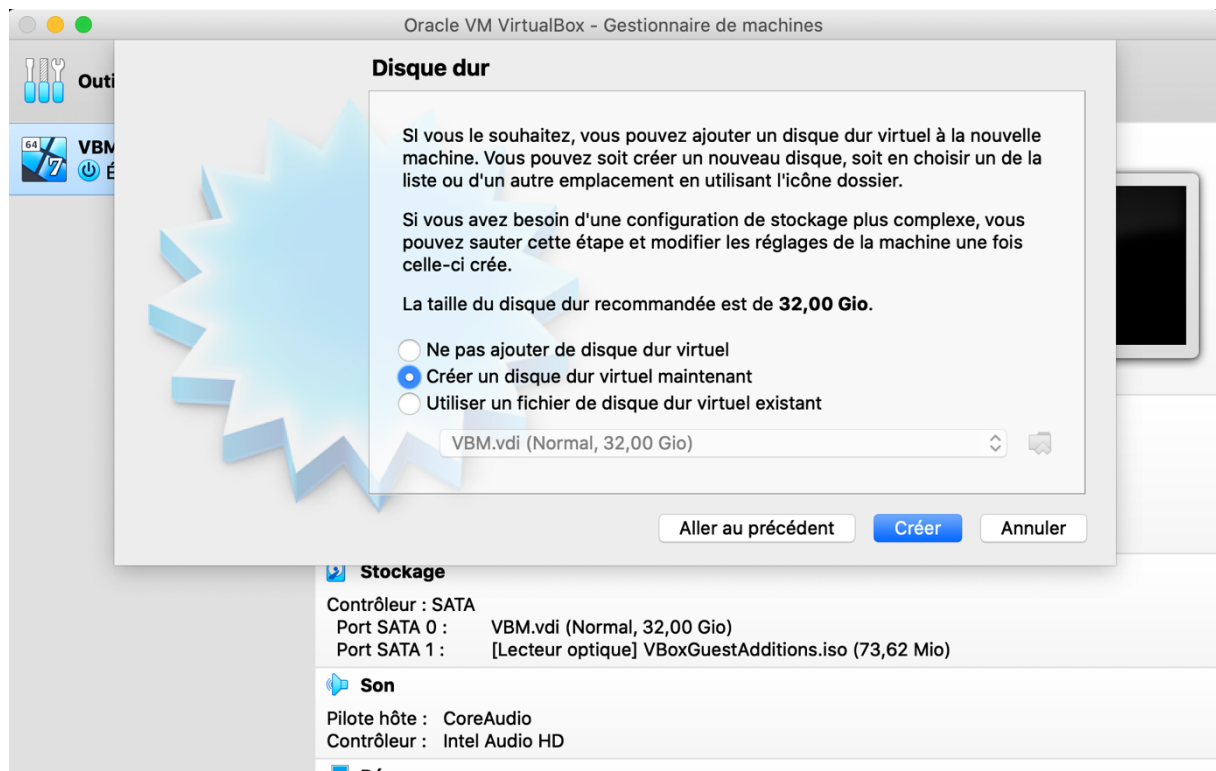 Oracle VM VirtualBox - Gestionnaire de machines
Disque dur
Outi
SI vous le souhaitez, vous pouvez ajouter un disque dur virtuel à la nouvelle
machine. Vous pouvez soit créer un nouveau disque, soit en choisir un de la
liste ou d'un autre emplacement en utilisant l'icône dossier.
64
7
VBM
É
Si vous avez besoin d'une configuration de stockage plus complexe, vous
pouvez sauter cette étape et modifier les réglages de la machine une fois
celle-ci crée.
La taille du disque dur recommandée est de 32,00 Gio.
Ne pas ajouter de disque dur virtuel
Créer un disque dur virtuel maintenant
Utiliser un fichier de disque dur virtuel existant
VBM.vdi (Normal, 32,00 Gio)
Aller au précédent
Créer
Annuler
Stockage
Contrôleur : SATA
Port SATA 0 : VBM.vdi (Normal, 32,00 Gio)
Port SATA 1 : [Lecteur optique] VBoxGuestAdditions.iso (73,62 Mio)
Son
Pilote hôte : CoreAudio
Contrôleur : Intel Audio HD